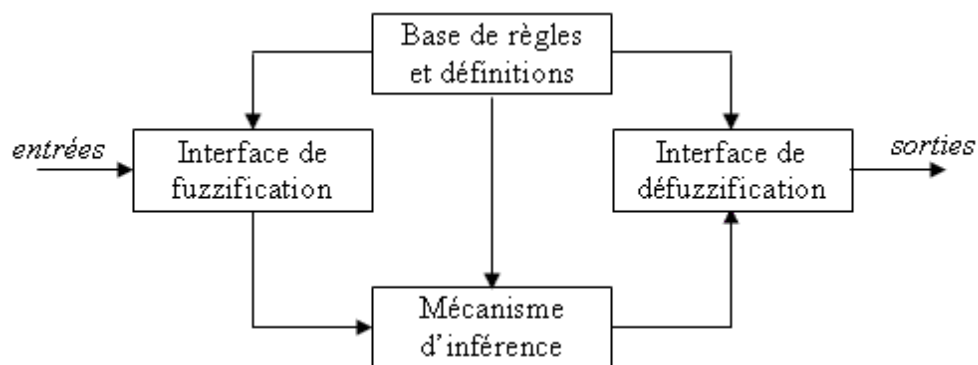 Base de règles
et définitions
entrées
Interface de
fuzzification
Interface de
défuzzification
sorties
Mécanisme
d'inférence